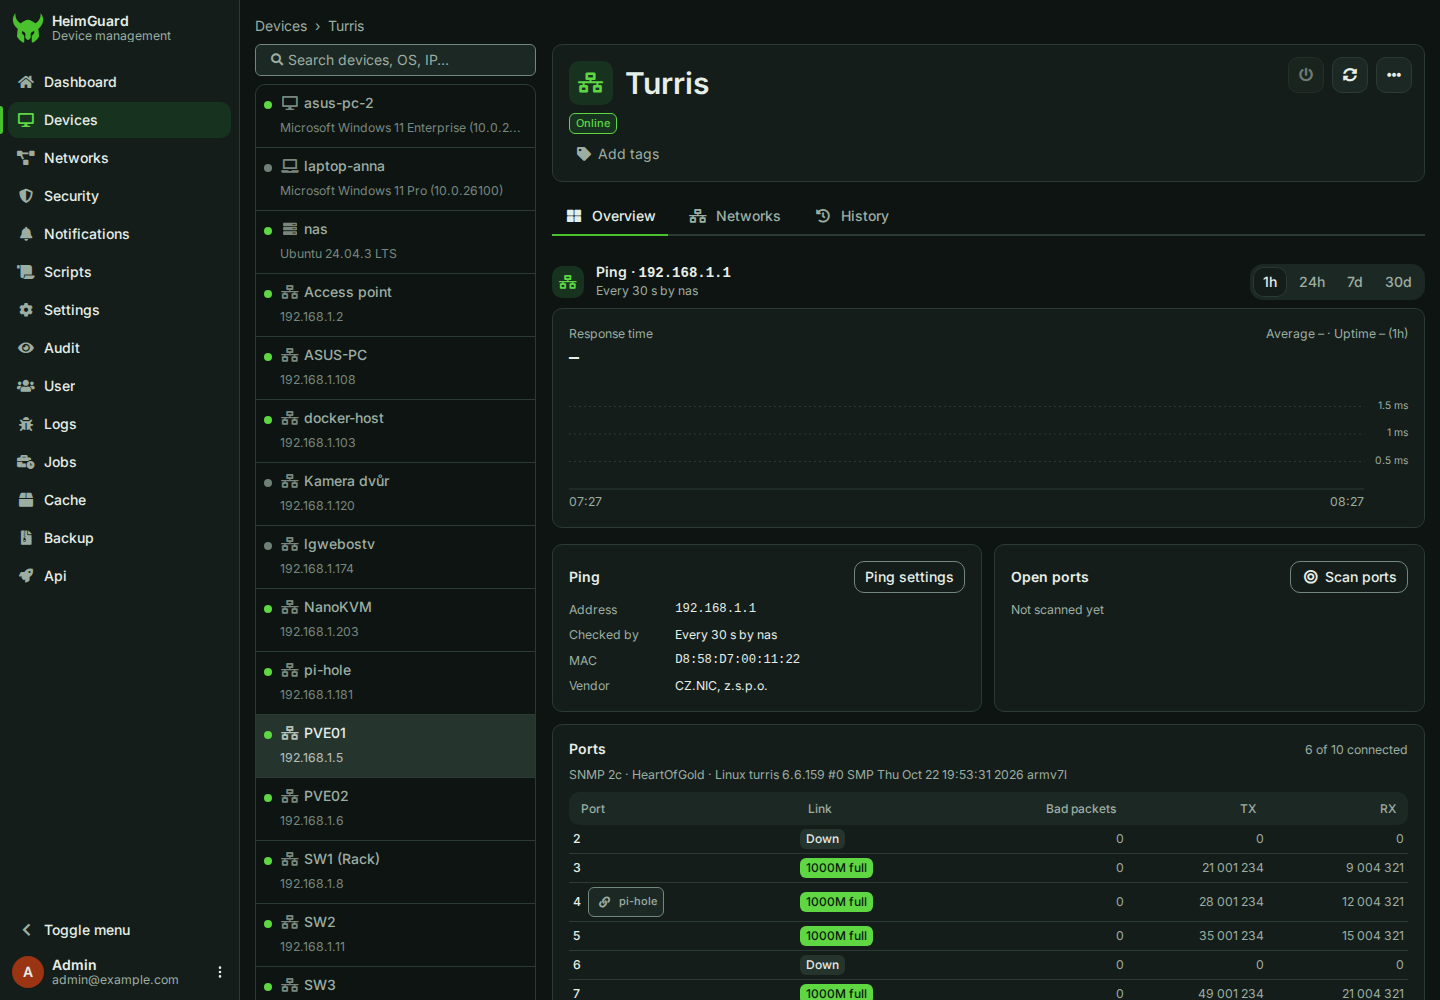 HeimGuard
Device management
Dashboard
Devices
Networks
Security
Notifications
Scripts
Settings
Audit
User
Logs
Jobs
Cache
Backup
Api
Toggle menu
A
Admin
admin@example.com
Devices › Turris
Search devices, OS, IP...
asus-pc-2
Microsoft Windows 11 Enterprise (10.0.2...
laptop-anna
Microsoft Windows 11 Pro (10.0.26100)
nas
Ubuntu 24.04.3 LTS
Access point
192.168.1.2
ASUS-PC
192.168.1.108
docker-host
192.168.1.103
Kamera dvůr
192.168.1.120
lgwebostv
192.168.1.174
NanoKVM
192.168.1.203
pi-hole
192.168.1.181
PVE01
192.168.1.5
PVE02
192.168.1.6
SW1 (Rack)
192.168.1.8
SW2
192.168.1.11
SW3
Turris
Online
Add tags
Overview Networks History
Ping · 192.168.1.1
Every 30 s by nas
1h 24h 7d 30d
Response time
Average – · Uptime – (1h)
–
1.5 ms
1 ms
0.5 ms
07:27 08:27
Ping
Ping settings
Address 192.168.1.1
Checked by Every 30 s by nas
MAC D8:58:D7:00:11:22
Vendor CZ.NIC, z.s.p.o.
Open ports
Scan ports
Not scanned yet
Ports
6 of 10 connected
SNMP 2c · HeartOfGold · Linux turris 6.6.159 #0 SMP Thu Oct 22 19:53:31 2026 armv7l
Port Link Bad packets TX RX
2 Down 0 0 0
3 1000M full 0 21 001 234 9 004 321
4 pi-hole 1000M full 0 28 001 234 12 004 321
5 1000M full 0 35 001 234 15 004 321
6 Down 0 0 0
7 1000M full 0 49 001 234 21 004 321